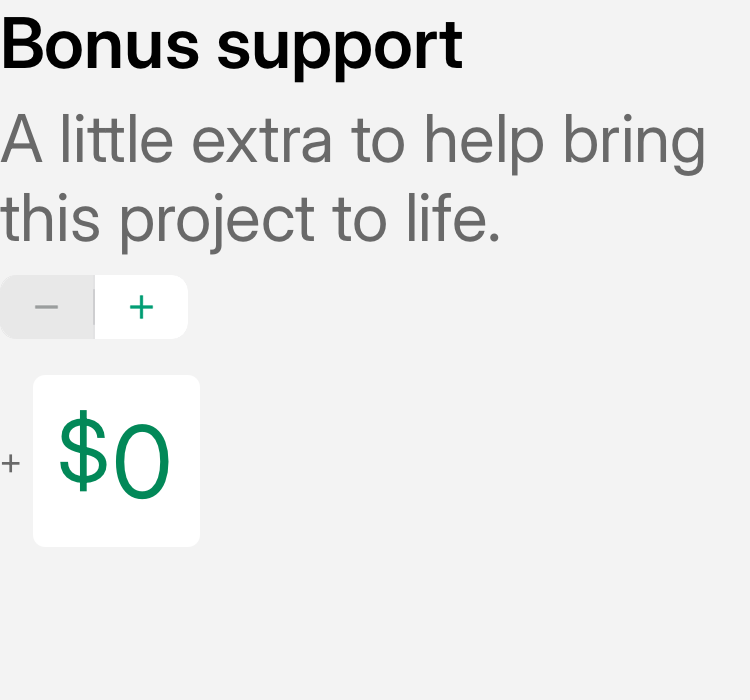 Bonus support
A little extra to help bring
this project to life.
− +
+ $0